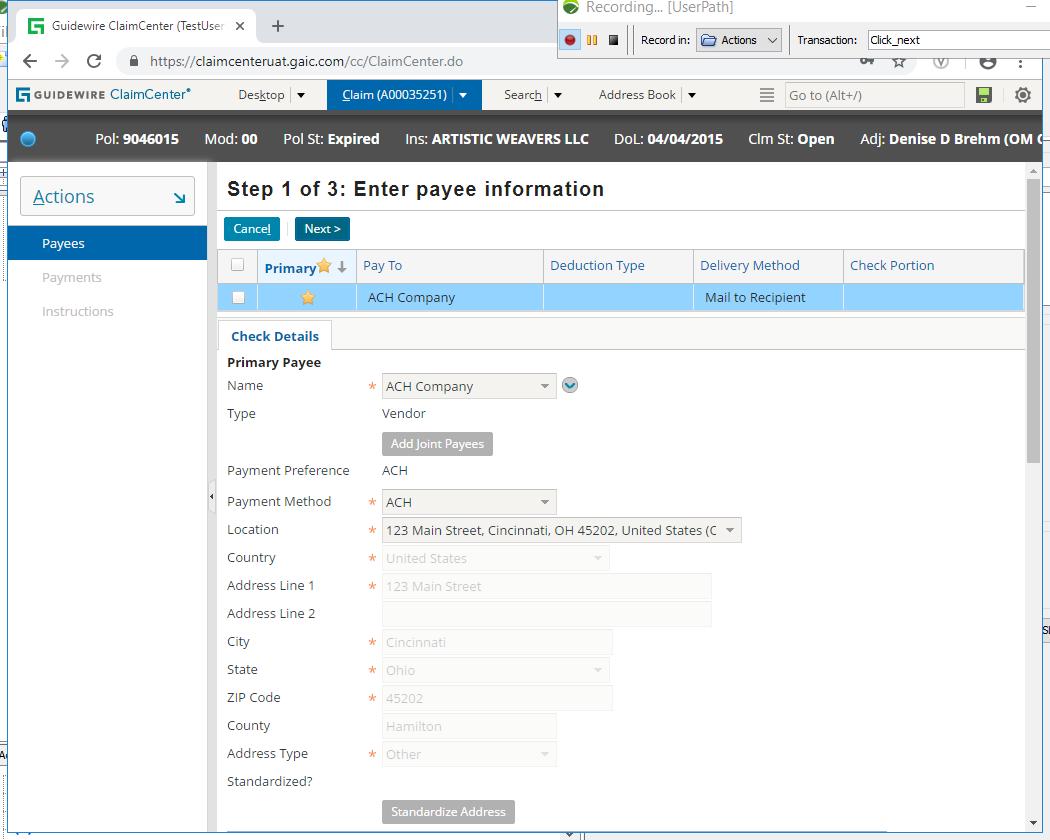 Recording... [UserPath]
Guidewire ClaimCenter (TestUser
Record in: Actions Transaction: Click_next
https://claimcenteruat.gaic.com/cc/ClaimCenter.do
GUIDEWIRE ClaimCenter® Desktop Claim (A00035251) Search Address Book Go to (Alt+/)
Pol: 9046015 Mod: 00 Pol St: Expired Ins: ARTISTIC WEAVERS LLC DoL: 04/04/2015 Clm St: Open Adj: Denise D Brehm (OM
Actions
Payees
Payments
Instructions
Step 1 of 3: Enter payee information
Cancel Next >
Primary Pay To Deduction Type Delivery Method Check Portion
ACH Company Mail to Recipient
Check Details
Primary Payee
Name * ACH Company
Type Vendor
Add Joint Payees
Payment Preference ACH
Payment Method * ACH
Location * 123 Main Street, Cincinnati, OH 45202, United States (C
Country * United States
Address Line 1 * 123 Main Street
Address Line 2
City * Cincinnati
State * Ohio
ZIP Code * 45202
County Hamilton
Address Type * Other
Standardized?
Standardize Address